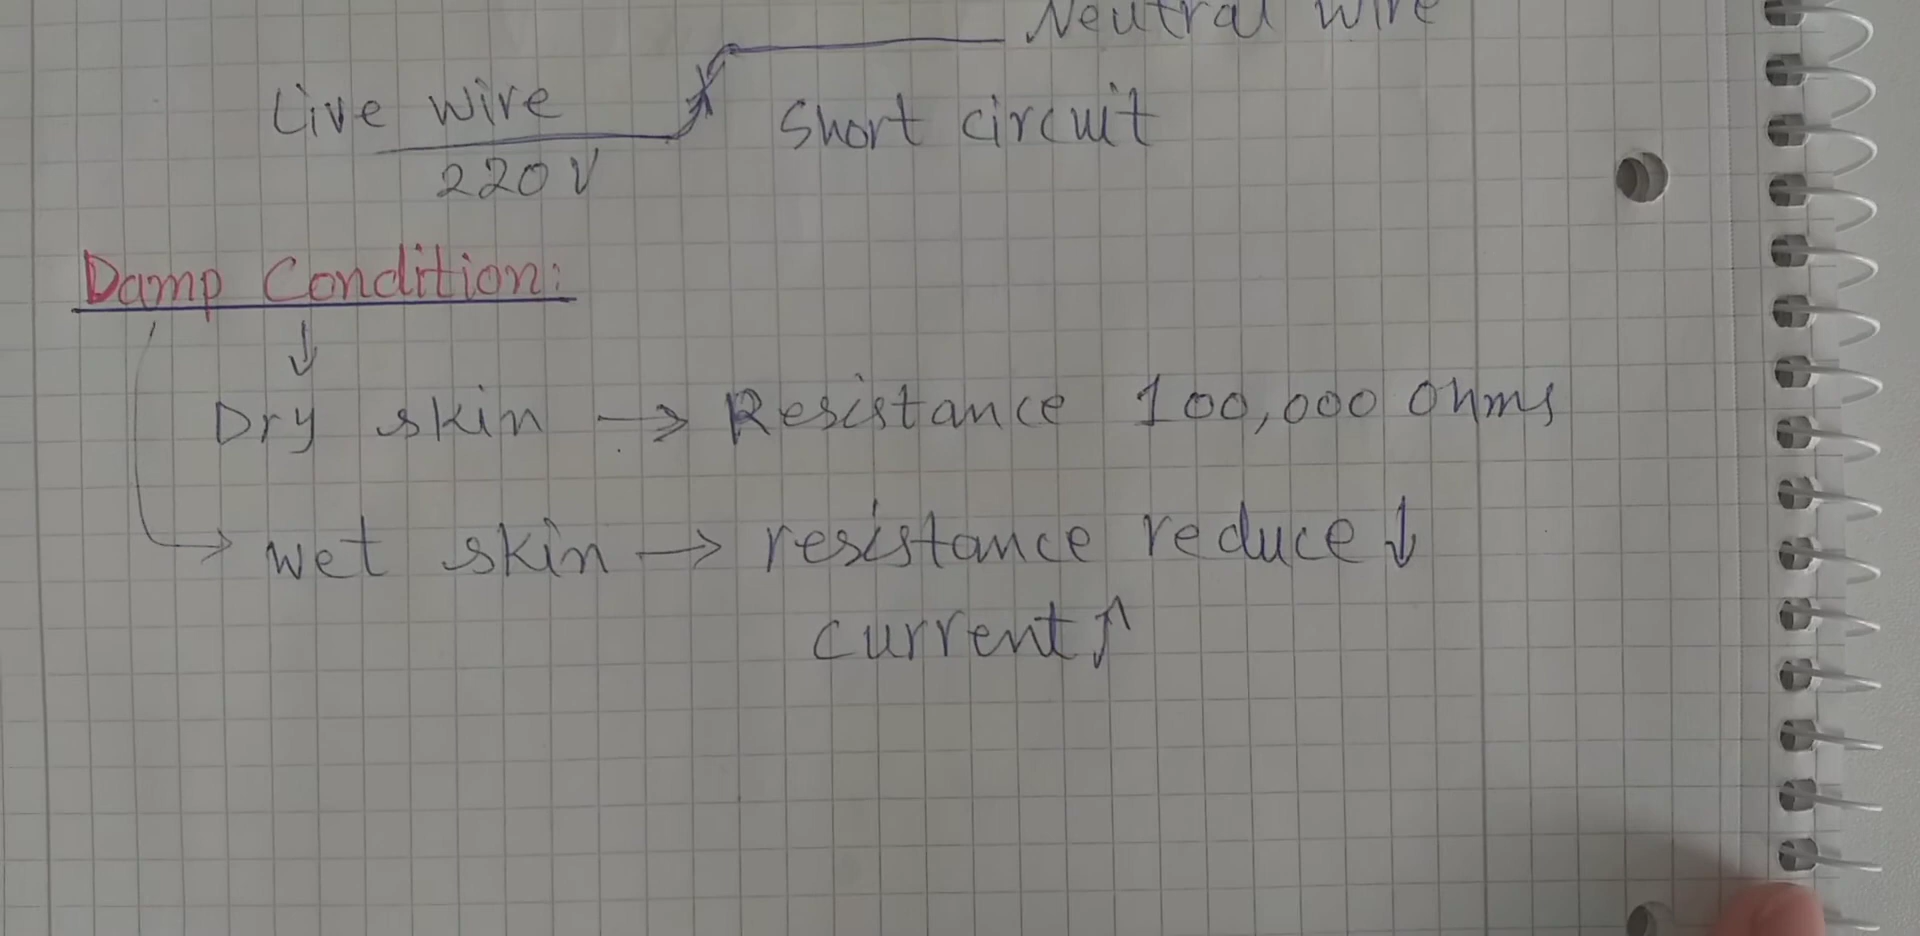 Neutral wire
Live wire
220 V
Short circuit
Damp Condition:
↓
Dry skin → Resistance 100,000 Ohms
→ wet skin → resistance reduce ↓
current ↑